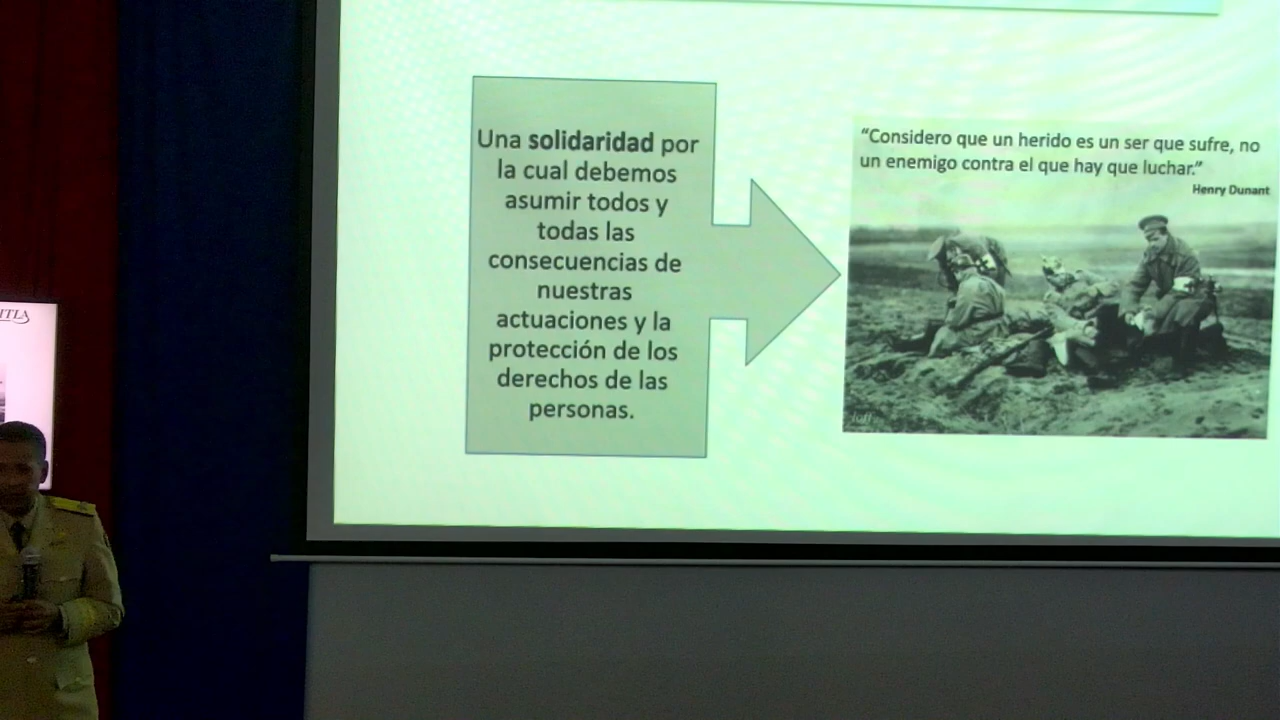 Una solidaridad por
la cual debemos
asumir todos y
todas las
consecuencias de
nuestras
actuaciones y la
protección de los
derechos de las
personas.
“Considero que un herido es un ser que sufre, no
un enemigo contra el que hay que luchar.”
Henry Dunant
ITLA